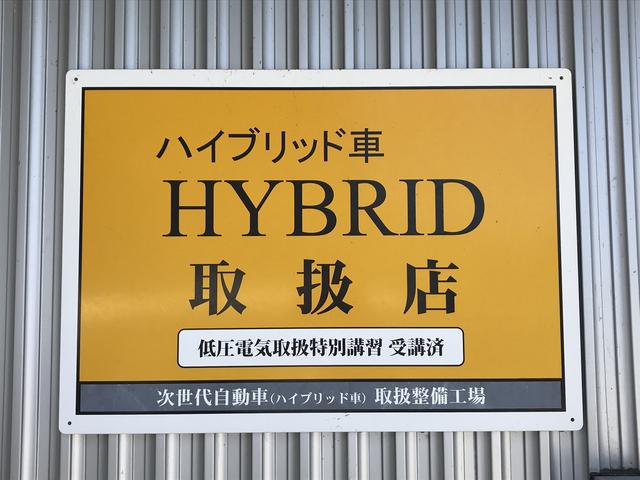 ハイブリッド車
HYBRID
取扱店
低圧電気取扱特別講習 受講済
次世代自動車(ハイブリッド車) 取扱整備工場